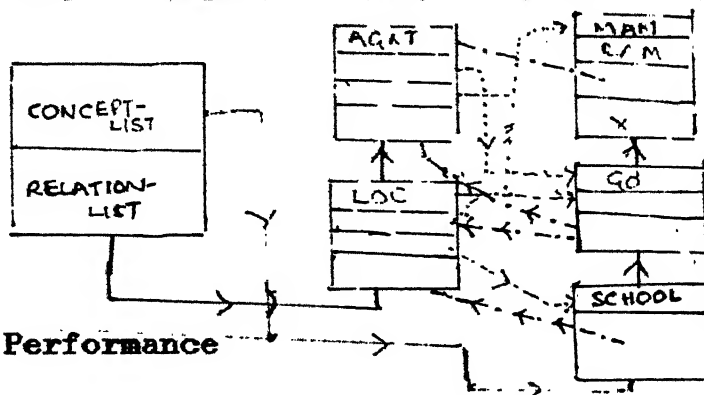 CONCEPT-
LIST
RELATION-
LIST
AGNT
LOC
MAN
X
GO
SCHOOL
Performance